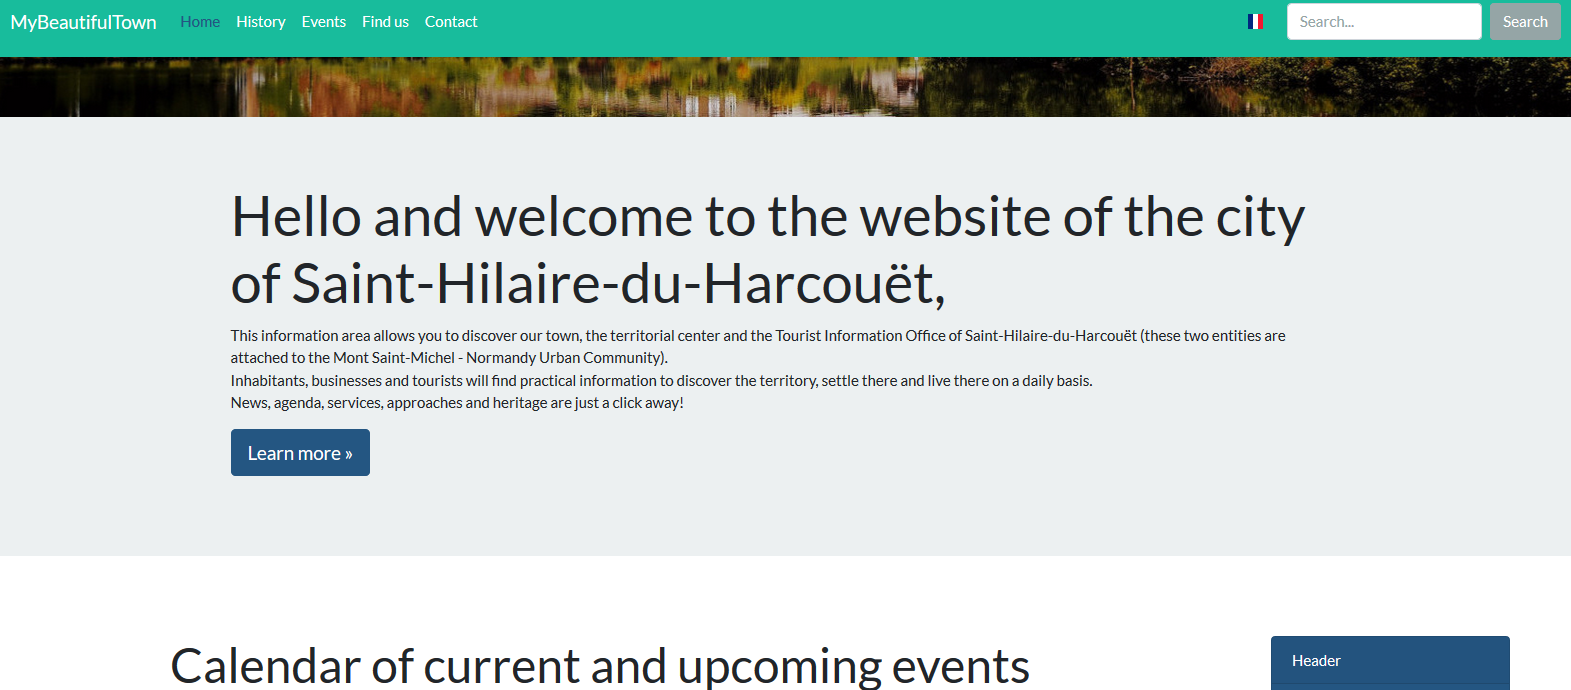 MyBeautifulTown Home History Events Find us Contact Search... Search
Hello and welcome to the website of the city
of Saint-Hilaire-du-Harcouët,
This information area allows you to discover our town, the territorial center and the Tourist Information Office of Saint-Hilaire-du-Harcouët (these two entities are
attached to the Mont Saint-Michel - Normandy Urban Community).
Inhabitants, businesses and tourists will find practical information to discover the territory, settle there and live there on a daily basis.
News, agenda, services, approaches and heritage are just a click away!
Learn more »
Calendar of current and upcoming events
Header